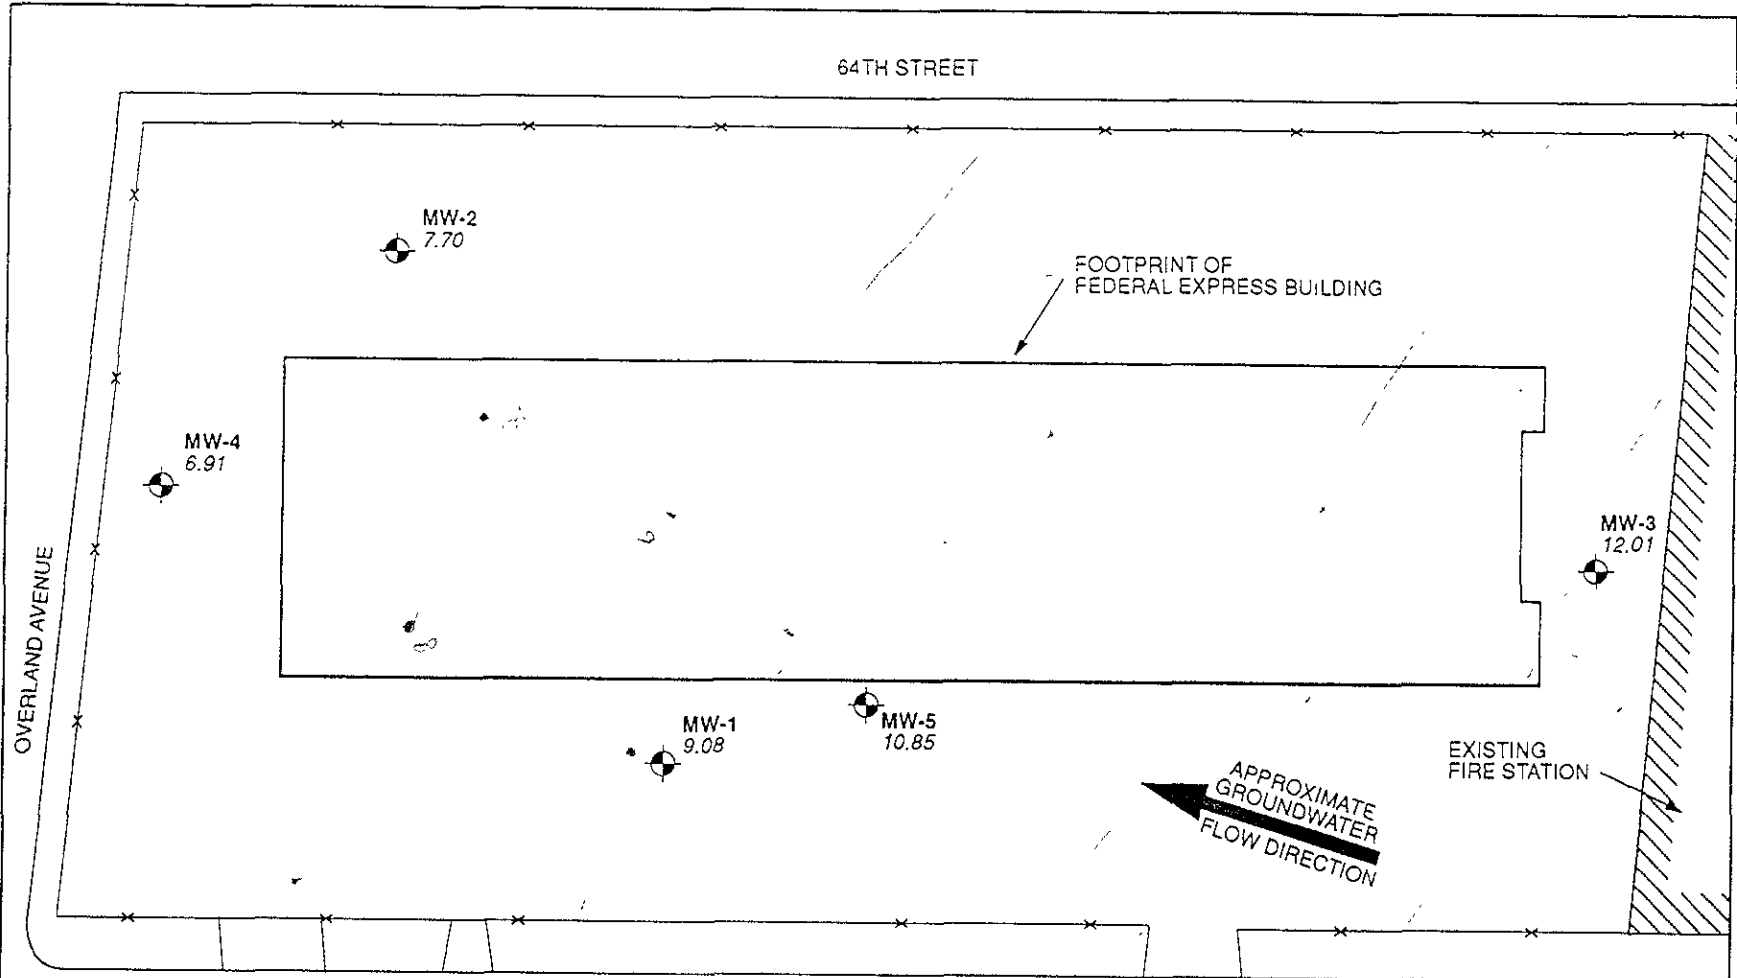 64TH STREET
MW-2
7.70
FOOTPRINT OF
FEDERAL EXPRESS BUILDING
MW-4
6.91
MW-3
12.01
OVERLAND AVENUE
MW-1
9.08
MW-5
10.85
EXISTING
FIRE STATION
APPROXIMATE
GROUNDWATER
FLOW DIRECTION